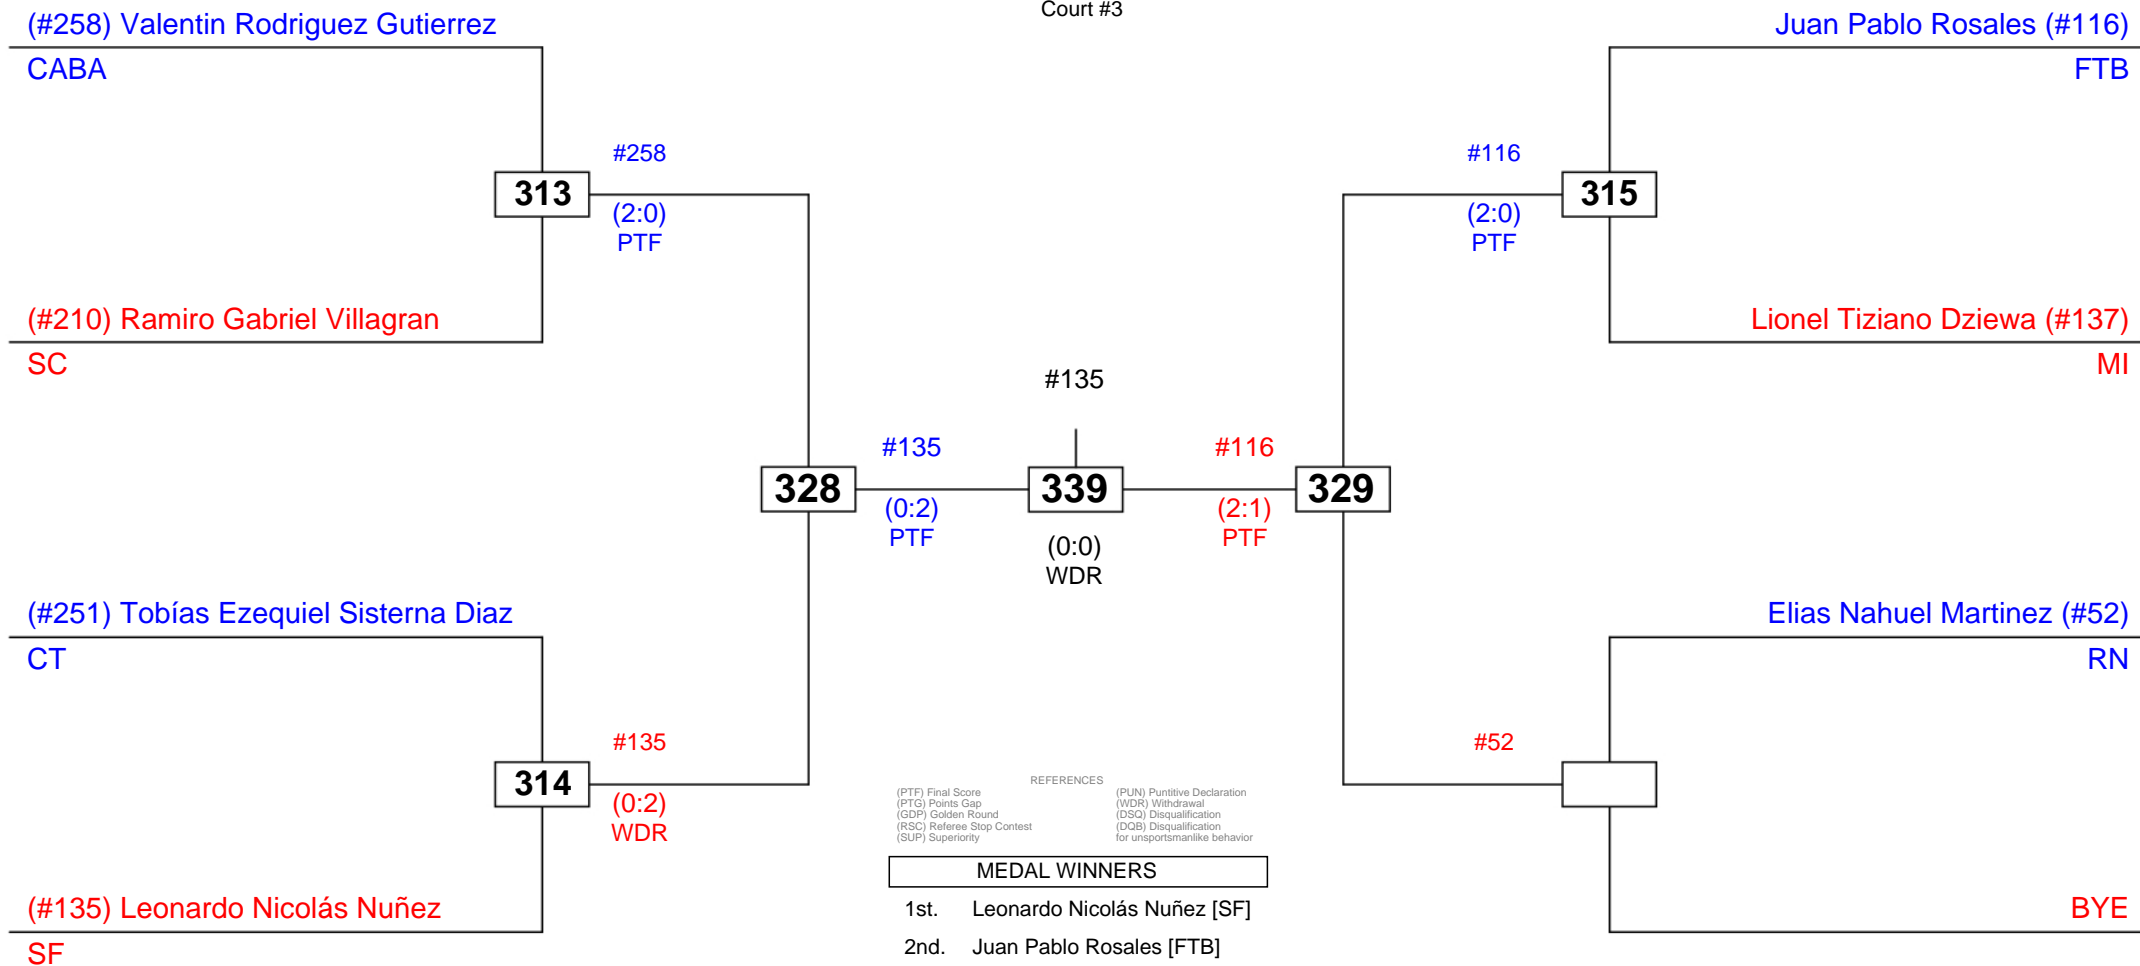 Court #3
(#258) Valentin Rodriguez Gutierrez
CABA
Juan Pablo Rosales (#116)
FTB
#258
313
(2:0)
PTF
#116
315
(2:0)
PTF
(#210) Ramiro Gabriel Villagran
SC
Lionel Tiziano Dziewa (#137)
MI
#135
#135
#116
328
339
329
(0:2)
PTF
(0:0)
WDR
(2:1)
PTF
(#251) Tobías Ezequiel Sisterna Diaz
CT
Elias Nahuel Martinez (#52)
RN
#135
314
(0:2)
WDR
#52
REFERENCES
(PTF) Final Score
(PTG) Points Gap
(GDP) Golden Round
(RSC) Referee Stop Contest
(SUP) Superiority
(PUN) Puntitive Declaration
(WDR) Withdrawal
(DSQ) Disqualification
(DQB) Disqualification
for unsportsmanlike behavior
MEDAL WINNERS
1st. Leonardo Nicolás Nuñez [SF]
2nd. Juan Pablo Rosales [FTB]
(#135) Leonardo Nicolás Nuñez
SF
BYE